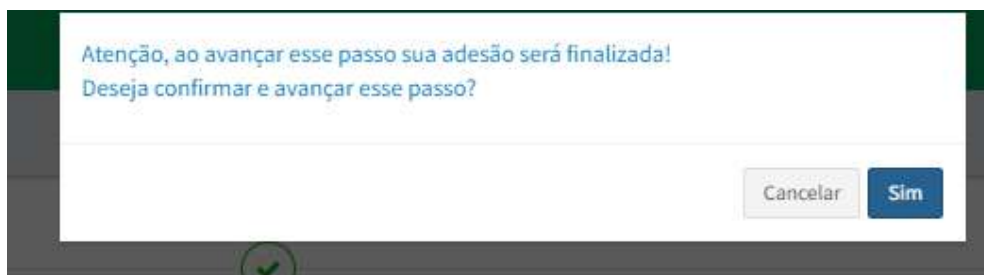 Atenção, ao avançar esse passo sua adesão será finalizada!
Deseja confirmar e avançar esse passo?
Cancelar
Sim